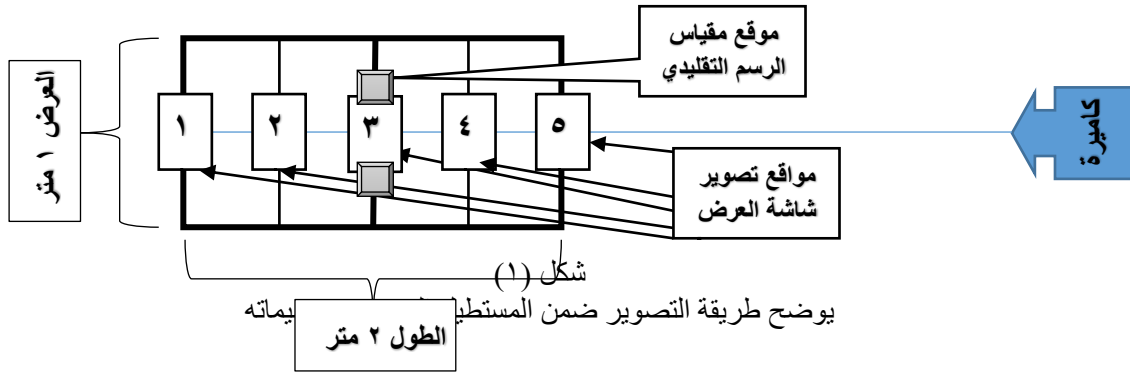 موقع مقياس
الرسم التقليدي
العرض ١ متر
١
٢
٣
٤
٥
كاميرة
مواقع تصوير
شاشة العرض
شكل (١)
يوضح طريقة التصوير ضمن
الطول ٢ متر